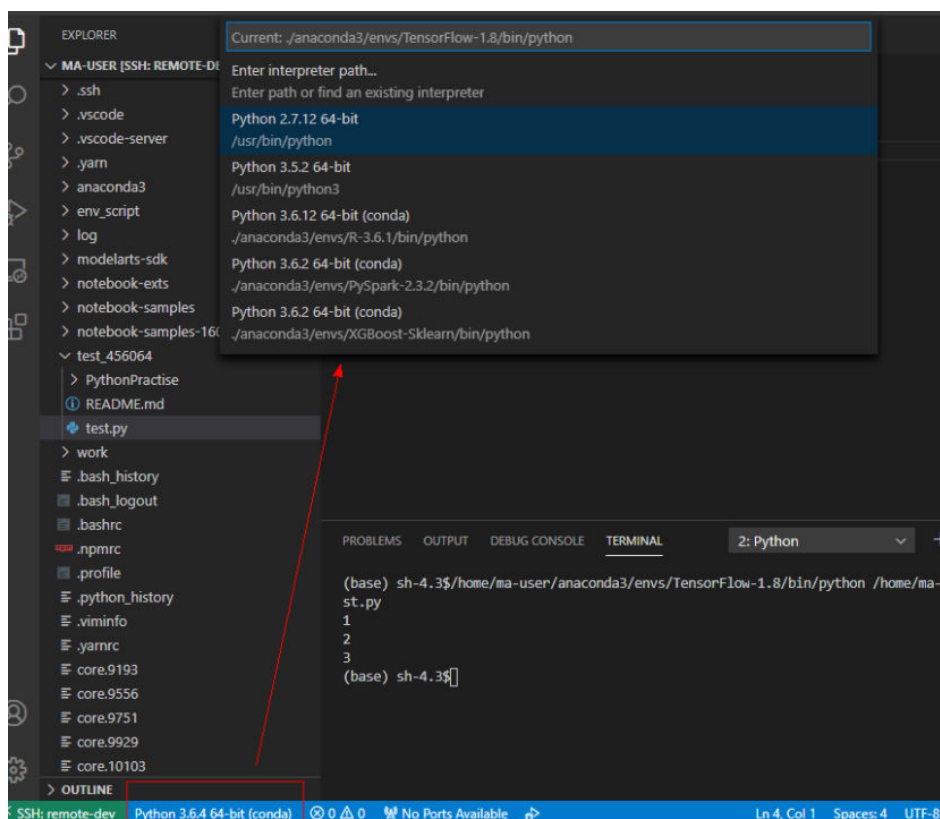 EXPLORER
MA-USER [SSH: REMOTE-DE
.ssh
.vscode
.vscode-server
.yarn
anaconda3
env_script
log
modelarts-sdk
notebook-exts
notebook-samples
notebook-samples-160
test_456064
PythonPractise
README.md
test.py
work
.bash_history
.bash_logout
.bashrc
.npmrc
.profile
.python_history
.viminfo
.yarnrc
core.9193
core.9556
core.9751
core.9929
core.10103
OUTLINE
Current: ./anaconda3/envs/TensorFlow-1.8/bin/python
Enter interpreter path...
Enter path or find an existing interpreter
Python 2.7.12 64-bit
/usr/bin/python
Python 3.5.2 64-bit
/usr/bin/python3
Python 3.6.12 64-bit (conda)
./anaconda3/envs/R-3.6.1/bin/python
Python 3.6.2 64-bit (conda)
./anaconda3/envs/PySpark-2.3.2/bin/python
Python 3.6.2 64-bit (conda)
./anaconda3/envs/XGBoost-Sklearn/bin/python
PROBLEMS OUTPUT DEBUG CONSOLE TERMINAL 2: Python
(base) sh-4.3$/home/ma-user/anaconda3/envs/TensorFlow-1.8/bin/python /home/ma-
st.py
1
2
3
(base) sh-4.3$
SSH: remote-dev Python 3.6.4 64-bit (conda) 0 0 No Ports Available Ln 4, Col 1 Spaces: 4 UTF-8